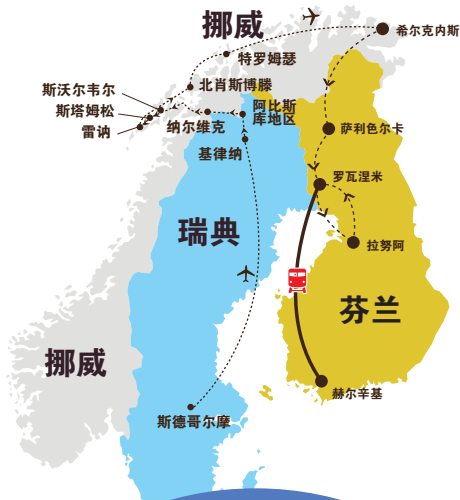 挪威
希尔克内斯
特罗姆瑟
北肖斯博滕
斯沃尔韦尔
斯塔姆松
雷讷
阿比斯
库地区
纳尔维克
萨利色尔卡
基律纳
罗瓦涅米
瑞典
拉努阿
芬兰
挪威
赫尔辛基
斯德哥尔摩